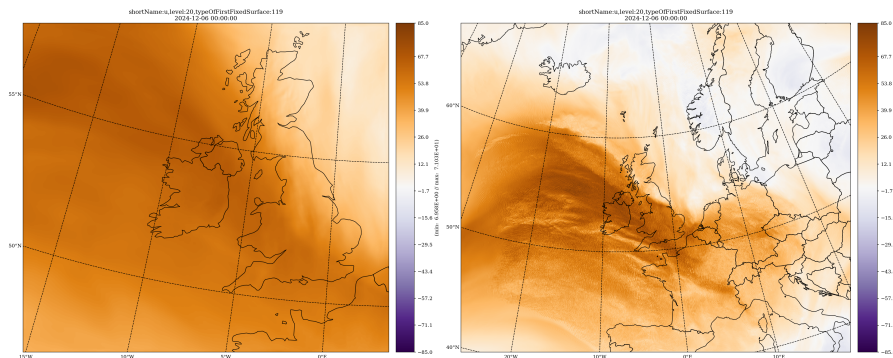 shortName:u,level:20,typeOfFirstFixedSurface:119
2024-12-06 00:00:00
55°N
50°N
15°W
10°W
5°W
0°E
85.0
67.7
53.8
39.9
26.0
12.1
−1.7
−15.6
−29.5
−43.4
−57.2
−71.1
−85.0
shortName:u,level:20,typeOfFirstFixedSurface:119
2024-12-06 00:00:00
60°N
50°N
40°N
20°W
10°W
0°E
10°E
85.0
67.7
53.8
39.9
26.0
12.1
−1.7
−15.6
−29.5
−43.4
−57.2
−71.1
−85.0